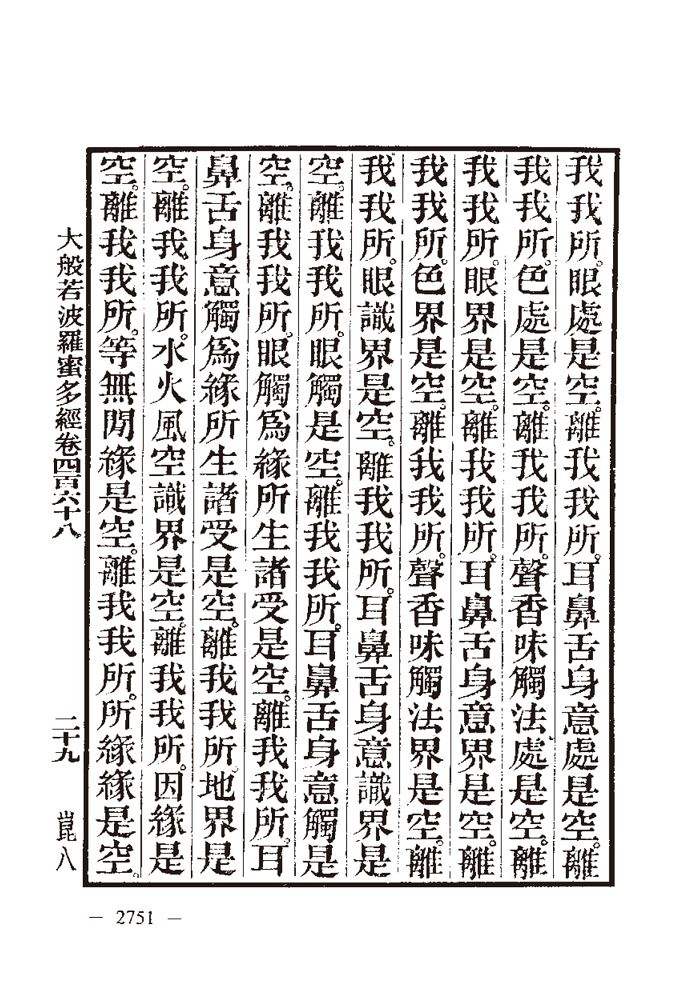 我我所。眼處是空。離我我所。耳鼻舌身意處是空。離
我我所。色處是空。離我我所。聲香味觸法處是空。離
我我所。眼界是空。離我我所。耳鼻舌身意界是空。離
我我所。色界是空。離我我所。聲香味觸法界是空。離
我我所。眼識界是空。離我我所。耳鼻舌身意識界是
空。離我我所。眼觸是空。離我我所。耳鼻舌身意觸是
空。離我我所。眼觸爲緣所生諸受是空。離我我所。耳
鼻舌身意觸爲緣所生諸受是空。離我我所。地界是
空。離我我所。水火風空識界是空。離我我所。因緣是
空。離我我所。等無閒緣是空。離我我所。所緣緣是空。
大般若波羅蜜多經卷四百六十八 二十九 崑八
— 2751 —